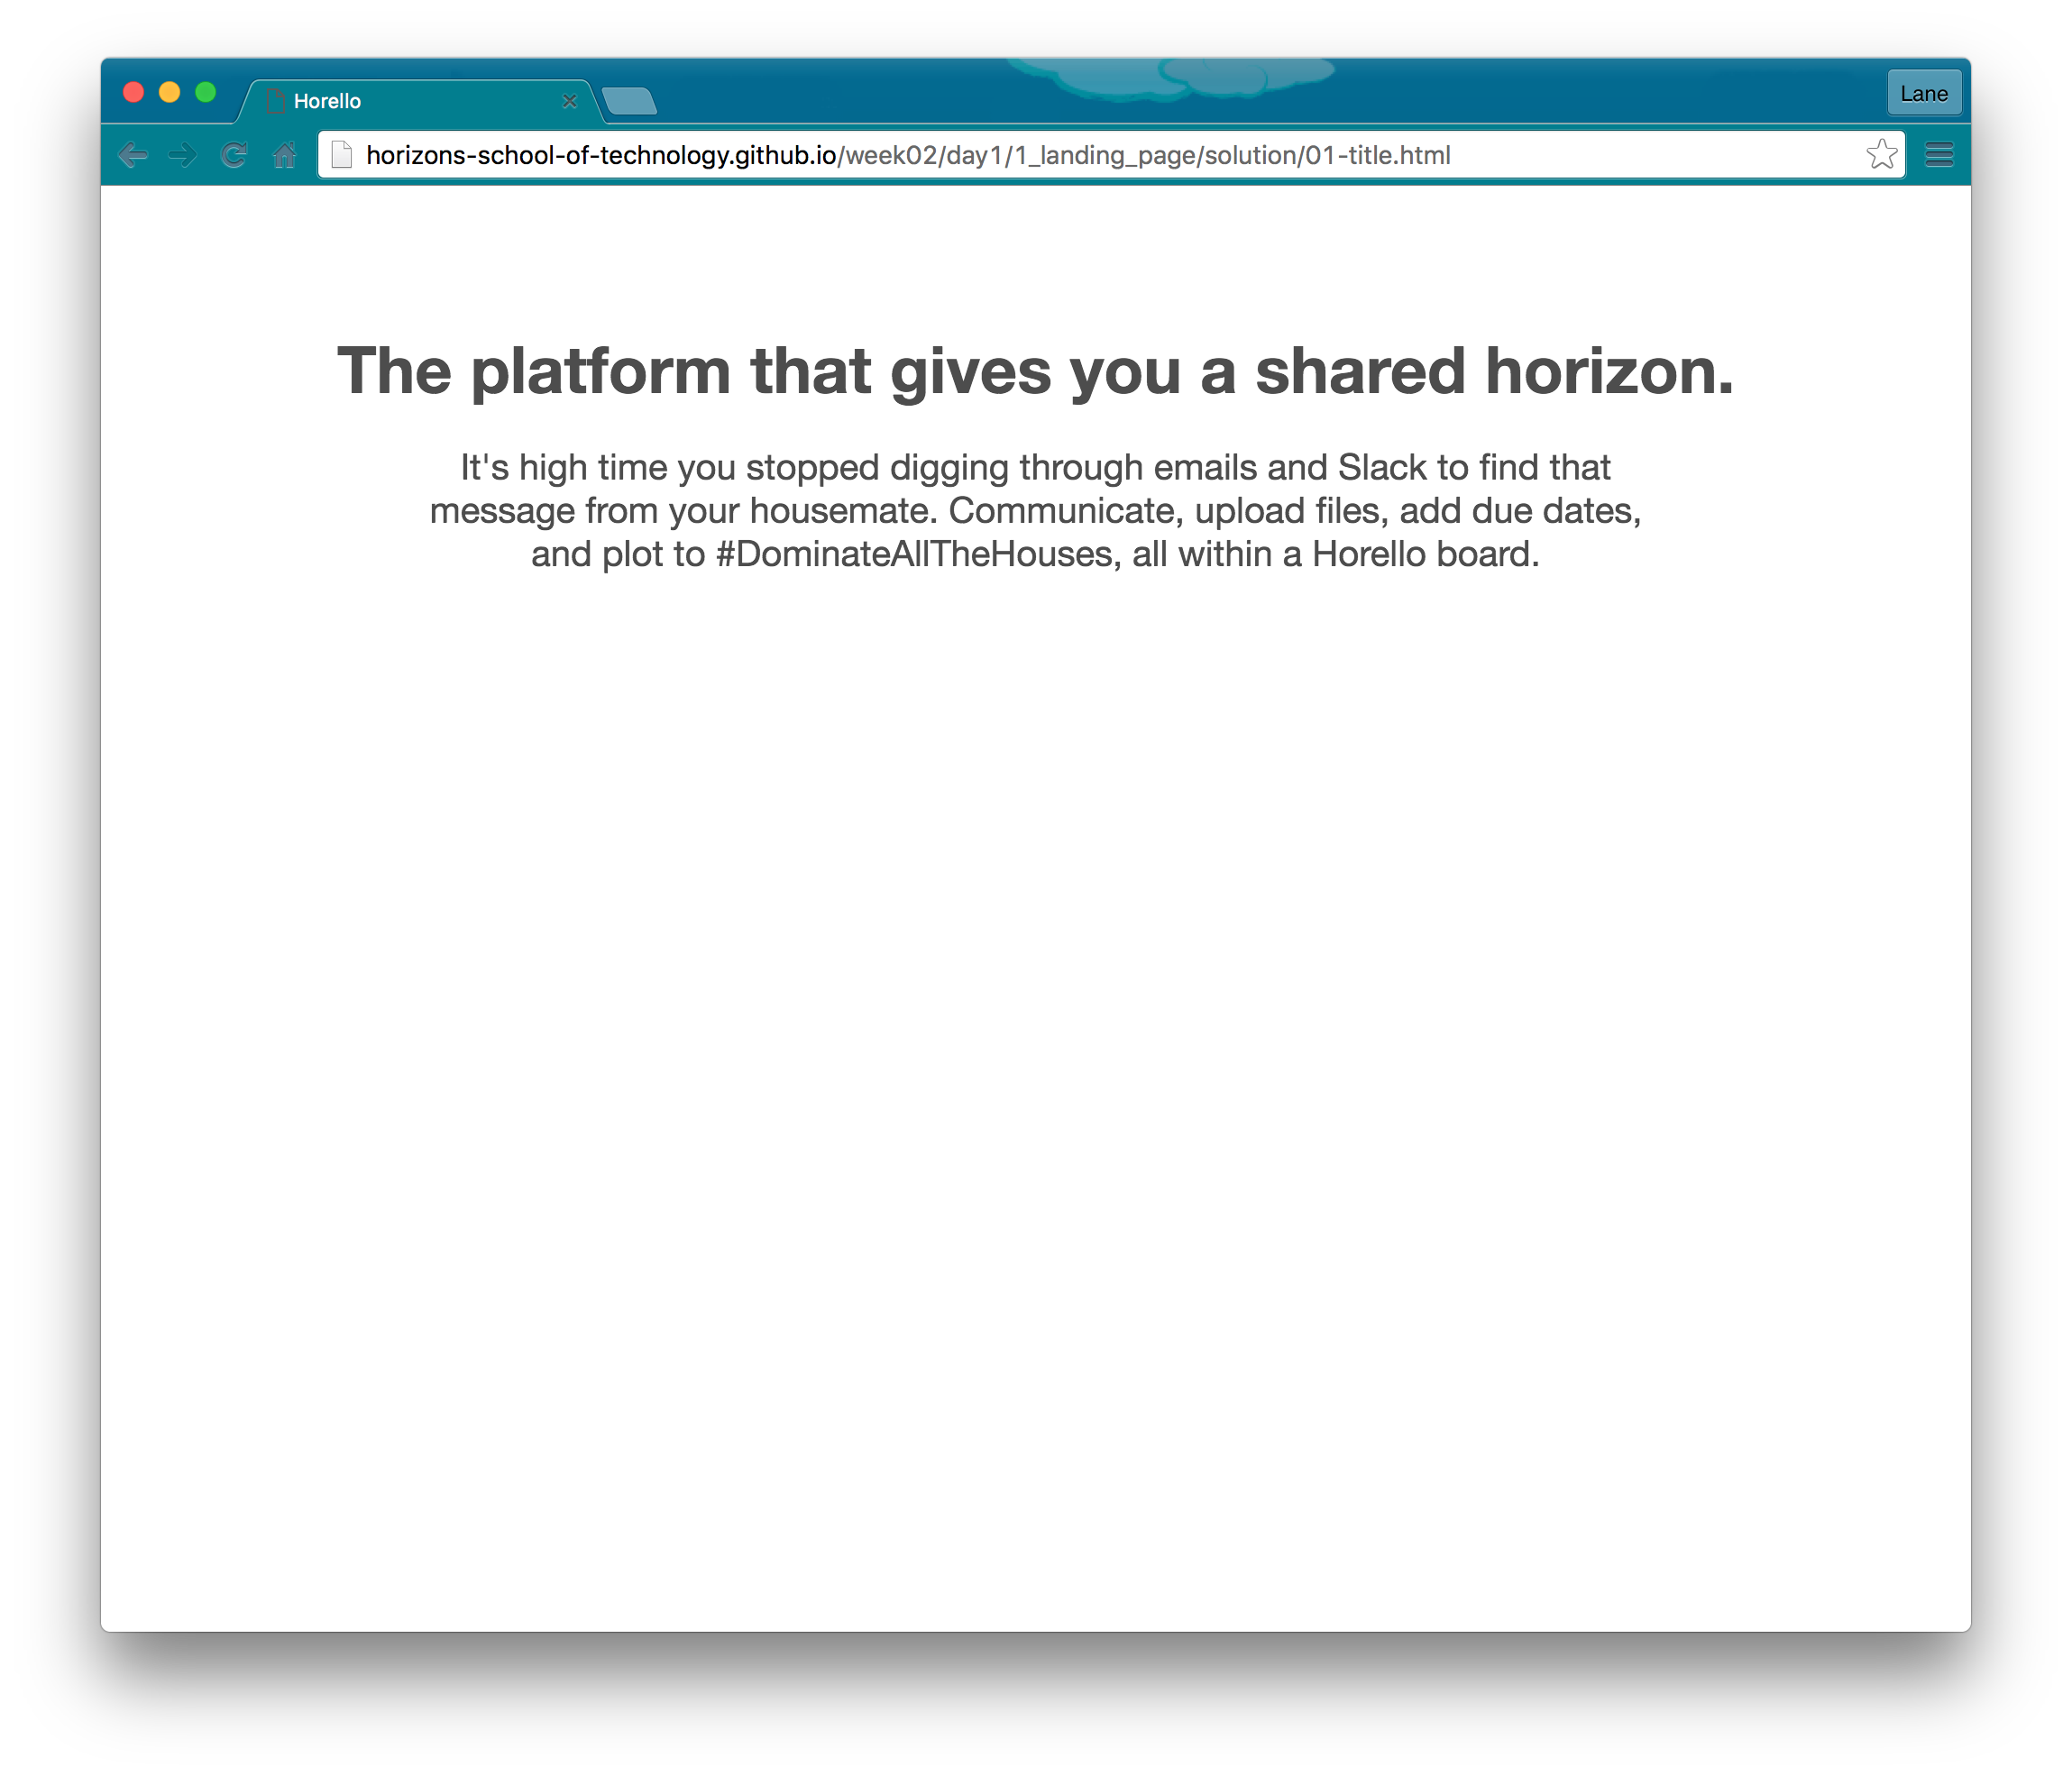 Horello
Lane
horizons-school-of-technology.github.io/week02/day1/1_landing_page/solution/01-title.html
The platform that gives you a shared horizon.
It's high time you stopped digging through emails and Slack to find that
message from your housemate. Communicate, upload files, add due dates,
and plot to #DominateAllTheHouses, all within a Horello board.